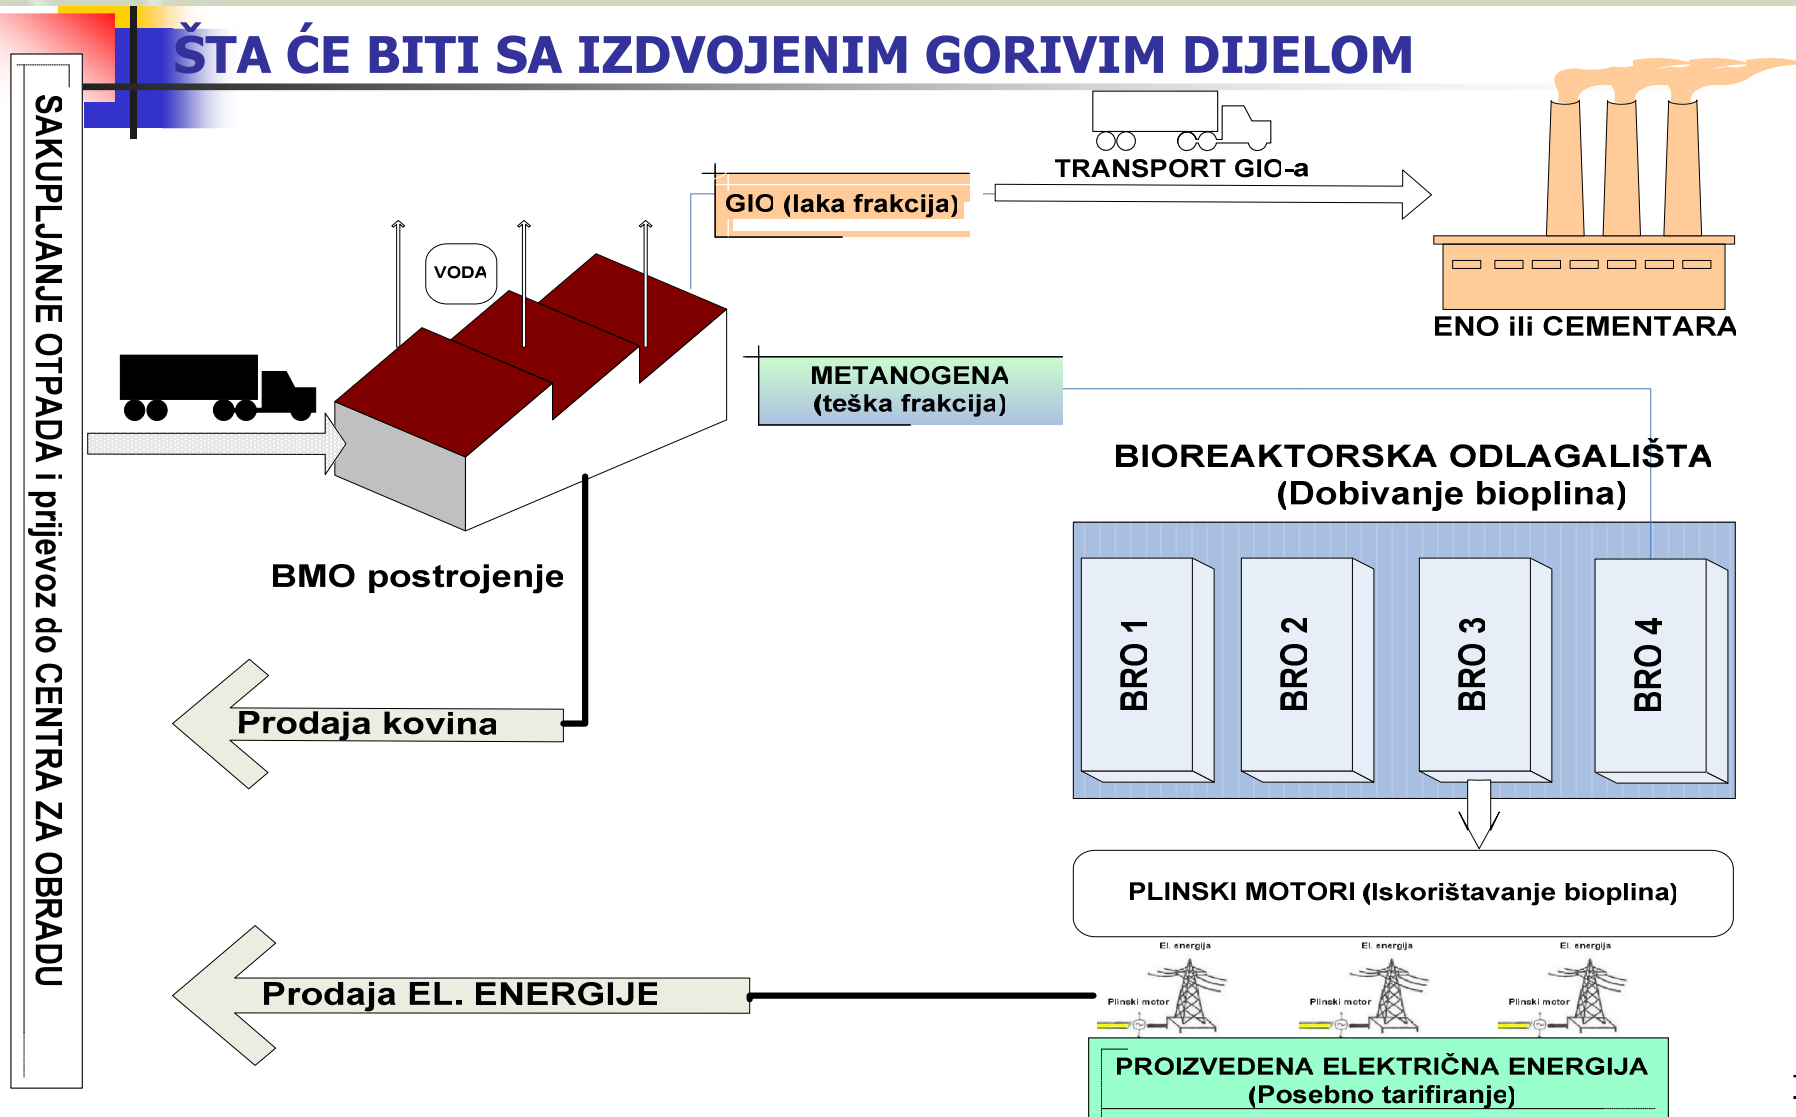 ŠTA ĆE BITI SA IZDVOJENIM GORIVIM DIJELOM
SAKUPLJANJE OTPADA i prijevoz do CENTRA ZA OBRADU
TRANSPORT GIO-a
GIO (laka frakcija)
VODA
ENO ili CEMENTARA
METANOGENA
(teška frakcija)
BIOREAKTORSKA ODLAGALIŠTA
(Dobivanje bioplina)
BMO postrojenje
BRO 1
BRO 2
BRO 3
BRO 4
Prodaja kovina
PLINSKI MOTORI (Iskorištavanje bioplina)
El. energija
El. energija
El. energija
Plinski motor
Plinski motor
Plinski motor
Prodaja EL. ENERGIJE
PROIZVEDENA ELEKTRIČNA ENERGIJA
(Posebno tarifiranje)